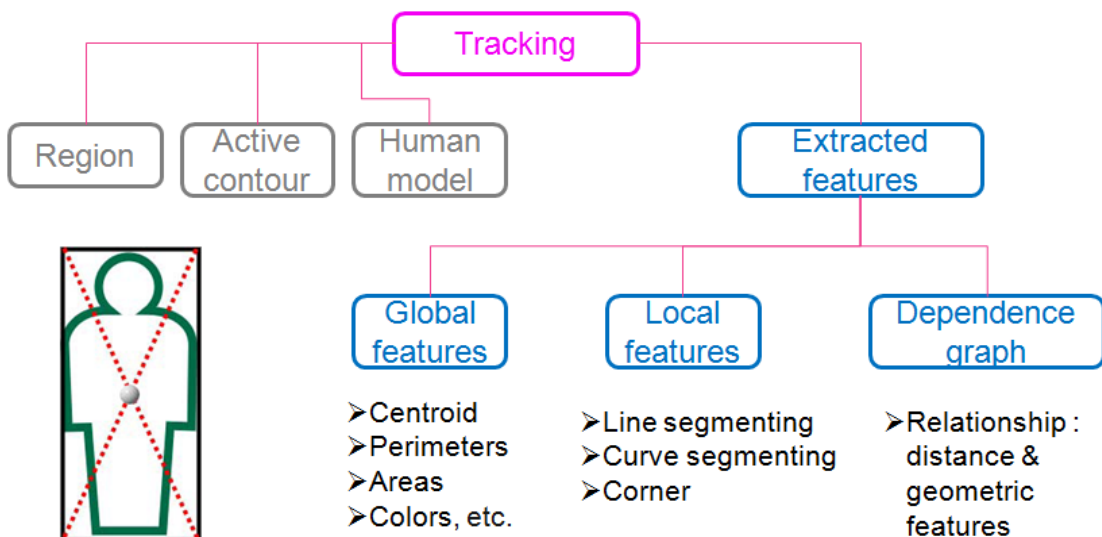 Tracking
Region
Active
contour
Human
model
Extracted
features
Global
features
Local
features
Dependence
graph
➢Centroid
➢Perimeters
➢Areas
➢Colors, etc.
➢Line segmenting
➢Curve segmenting
➢Corner
➢Relationship :
distance &
geometric
features